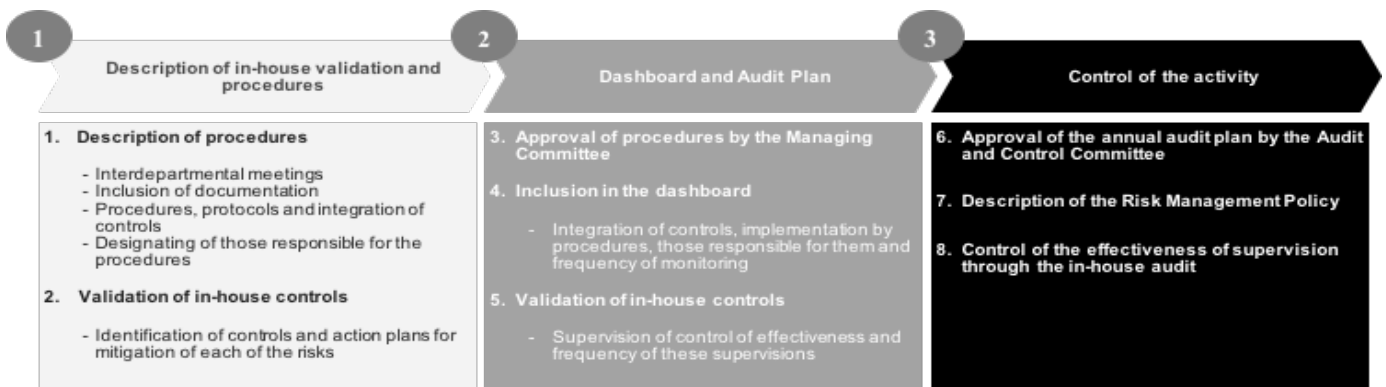 1
Description of in-house validation and
procedures
2
Dashboard and Audit Plan
3
Control of the activity
1. Description of procedures
- Interdepartmental meetings
- Inclusion of documentation
- Procedures, protocols and integration of
controls
- Designating of those responsible for the
procedures
2. Validation of in-house controls
- Identification of controls and action plans for
mitigation of each of the risks
3. Approval of procedures by the Managing
Committee
4. Inclusion in the dashboard
- Integration of controls, implementation by
procedures, those responsible for them and
frequency of monitoring
5. Validation of in-house controls
- Supervision of control of effectiveness and
frequency of these supervisions
6. Approval of the annual audit plan by the Audit
and Control Committee
7. Description of the Risk Management Policy
8. Control of the effectiveness of supervision
through the in-house audit